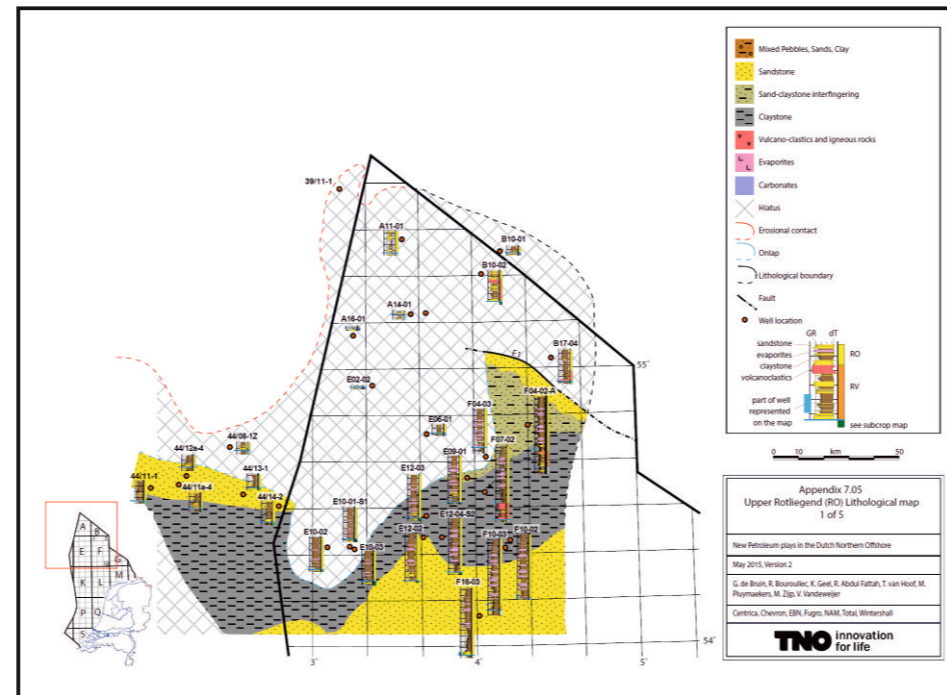 Mixed Pebbles, Sands, Clay
Sandstone
Sand-claystone interfingering
Claystone
Vulcano-clastics and igneous rocks
Evaporites
Carbonates
Hiatus
Erosional contact
Onlap
Lithological boundary
Fault
Well location
GR dT
sandstone
evaporites
claystone
volcanoclastics
part of well
represented
on the map
RO
RV
see subcrop map
0 10 km 50
Appendix 7.05
Upper Rotliegend (RO) Lithological map
1 of 5
New Petroleum plays in the Dutch Northern Offshore
May 2015, Version 2
G. de Bruin, R. Bouroullec, K. Geel, R. Abdul Fattah, T. van Hoof, M.
Pluymaekers, M. Zijp, V. Vandeweijer
Centrica, Chevron, EBN, Fugro, NAM, Total, Wintershall
TNO innovation
for life
39/11-1
A11-01
B10-01
B10-02
A14-01
A16-01
B17-04
55°
E02-02
F04-02-A
F04-03
E06-01
44/08-1Z
F07-02
44/12a-4
E09-01
44/13-1
E12-03
44/11-1
44/11a-4
44/14-2
E10-01-S1
E12-04-S2
E10-02
E12-02
F10-02
F10-03
E10-03
F16-03
54°
3°
4°
5°
A
B
E
F
G
K
L
M
P
Q
S